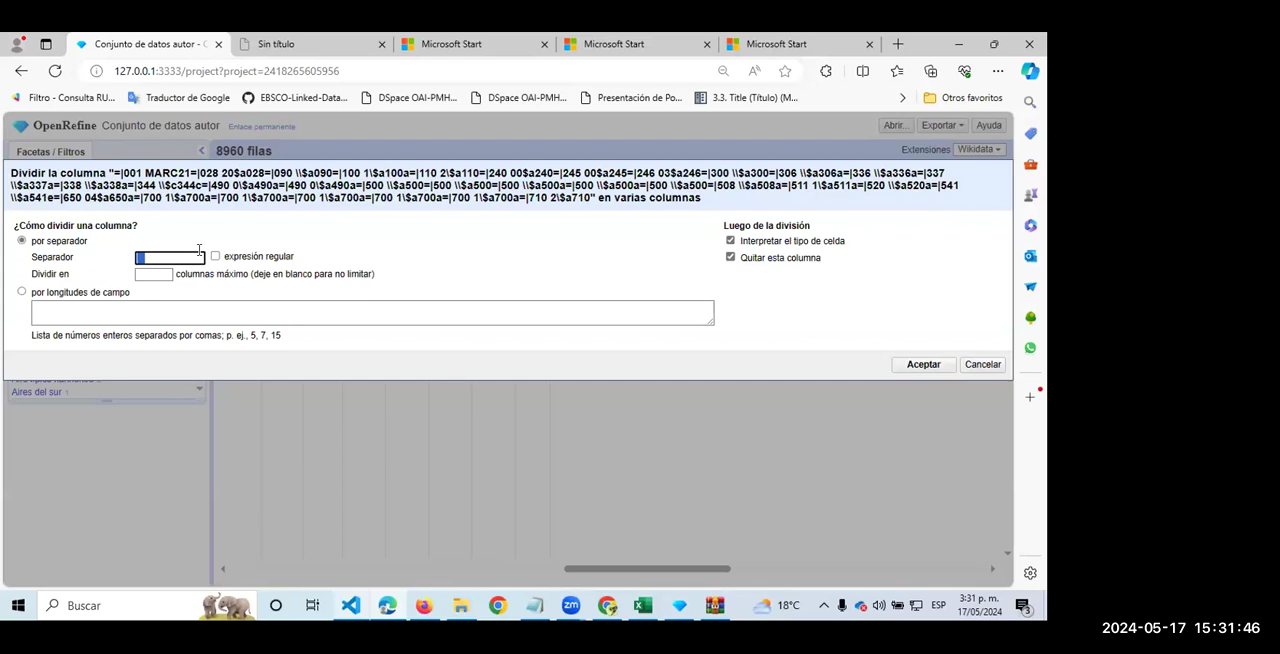 Conjunto de datos autor - C
Sin título
Microsoft Start
Microsoft Start
Microsoft Start
127.0.0.1:3333/project?project=2418265605956
Filtro - Consulta RU...
Traductor de Google
EBSCO-Linked-Data...
DSpace OAI-PMH...
DSpace OAI-PMH...
Presentación de Po...
3.3. Title (Título) (M...
Otros favoritos
OpenRefine Conjunto de datos autor Enlace permanente
Abrir...
Exportar
Ayuda
Facetas / Filtros
8960 filas
Extensiones
Wikidata
Dividir la columna "=|001 MARC21=|028 20$a028=|090 \\$a090=|100 1\$a100a=|110 2\$a110=|240 00$a240=|245 00$a245=|246 03$a246=|300 \\$a300=|306 \\$a306a=|336 \\$a336a=|337
\\$a337a=|338 \\$a338a=|344 \\$c344c=|490 0\$a490a=|490 0\$a490a=|500 \\$a500=|500 \\$a500=|500 \\$a500a=|500 \\$a500a=|500 \\$a500=|508 \\$a508a=|511 1\$a511a=|520 \\$a520a=|541
\\$a541e=|650 04$a650a=|700 1\$a700a=|700 1\$a700a=|700 1\$a700a=|700 1\$a700a=|700 1\$a700a=|710 2\$a710" en varias columnas
¿Cómo dividir una columna?
Luego de la división
por separador
Interpretar el tipo de celda
Separador
expresión regular
Quitar esta columna
Dividir en
columnas máximo (deje en blanco para no limitar)
por longitudes de campo
Lista de números enteros separados por comas; p. ej., 5, 7, 15
Aceptar
Cancelar
Aires del sur 1
Buscar
18°C
ESP
3:31 p. m.
17/05/2024
3
2024-05-17 15:31:46